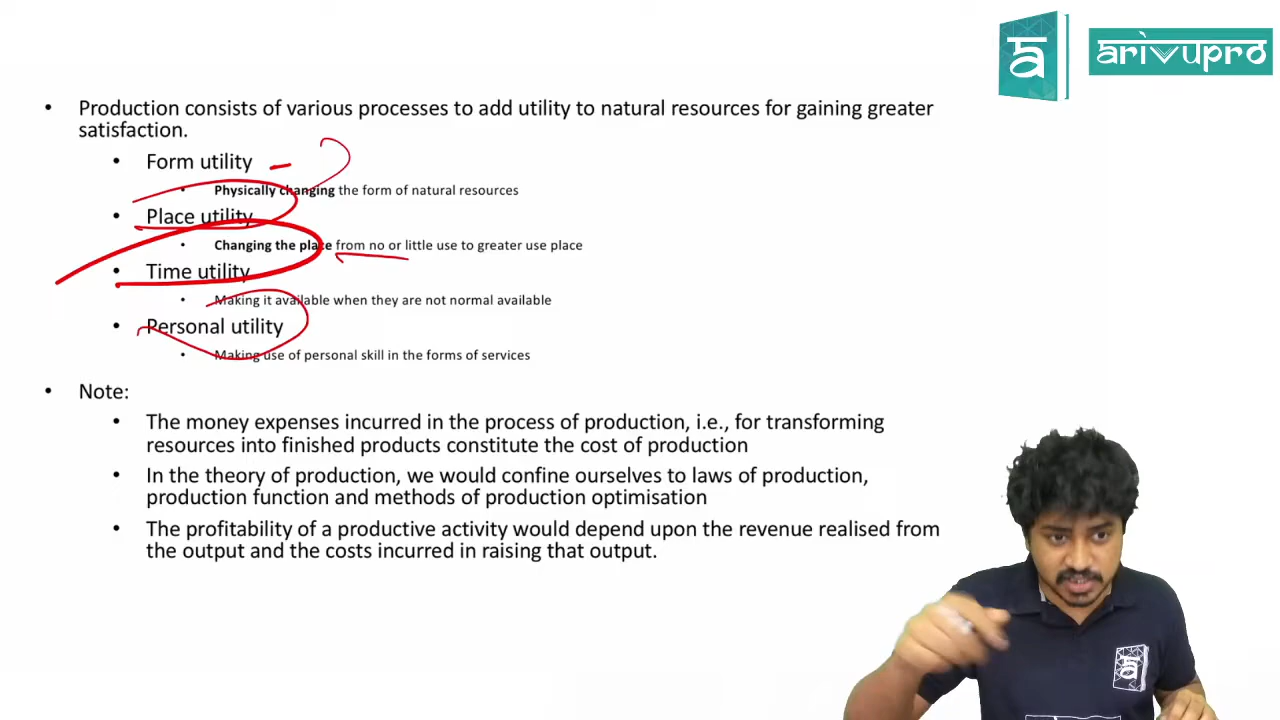 arivupro
• Production consists of various processes to add utility to natural resources for gaining greater
satisfaction.
• Form utility
• Physically changing the form of natural resources
• Place utility
• Changing the place from no or little use to greater use place
• Time utility
• Making it available when they are not normal available
• Personal utility
• Making use of personal skill in the forms of services
• Note:
• The money expenses incurred in the process of production, i.e., for transforming
resources into finished products constitute the cost of production
• In the theory of production, we would confine ourselves to laws of production,
production function and methods of production optimisation
• The profitability of a productive activity would depend upon the revenue realised from
the output and the costs incurred in raising that output.